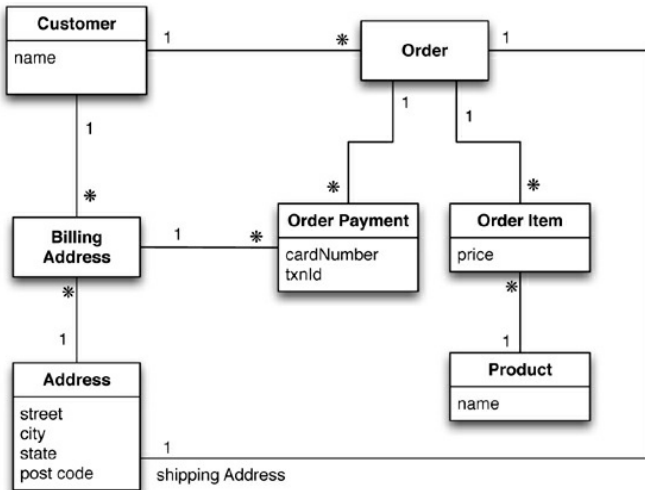 Customer
name
1
*
Order
1
1
1
1
*
*
*
Billing
Address
1
*
Order Payment
cardNumber
txnId
Order Item
price
*
1
*
1
Address
street
city
state
post code
Product
name
1
shipping Address